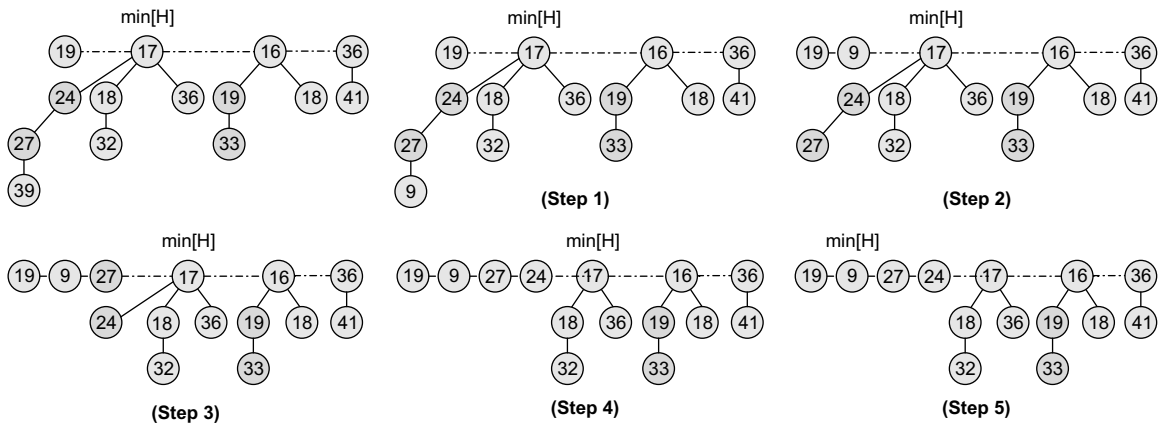 min[H]
19 17 16 36
24 18 36 19 18 41
27 32 33
39
min[H]
19 17 16 36
24 18 36 19 18 41
27 32 33
9
(Step 1)
min[H]
19 9 17 16 36
24 18 36 19 18 41
27 32 33
(Step 2)
min[H]
19 9 27 17 16 36
24 18 36 19 18 41
32 33
(Step 3)
min[H]
19 9 27 24 17 16 36
18 36 19 18 41
32 33
(Step 4)
min[H]
19 9 27 24 17 16 36
18 36 19 18 41
32 33
(Step 5)